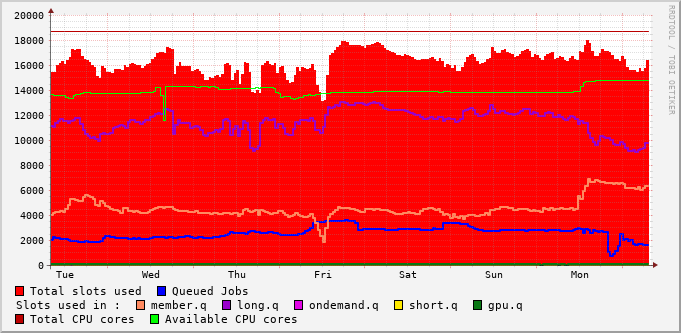 20000
18000
16000
14000
12000
10000
8000
6000
4000
2000
0
Tue Wed Thu Fri Sat Sun Mon
RRDTOOL / TOBI OETIKER
Total slots used Queued Jobs
Slots used in : member.q long.q ondemand.q short.q gpu.q
Total CPU cores Available CPU cores